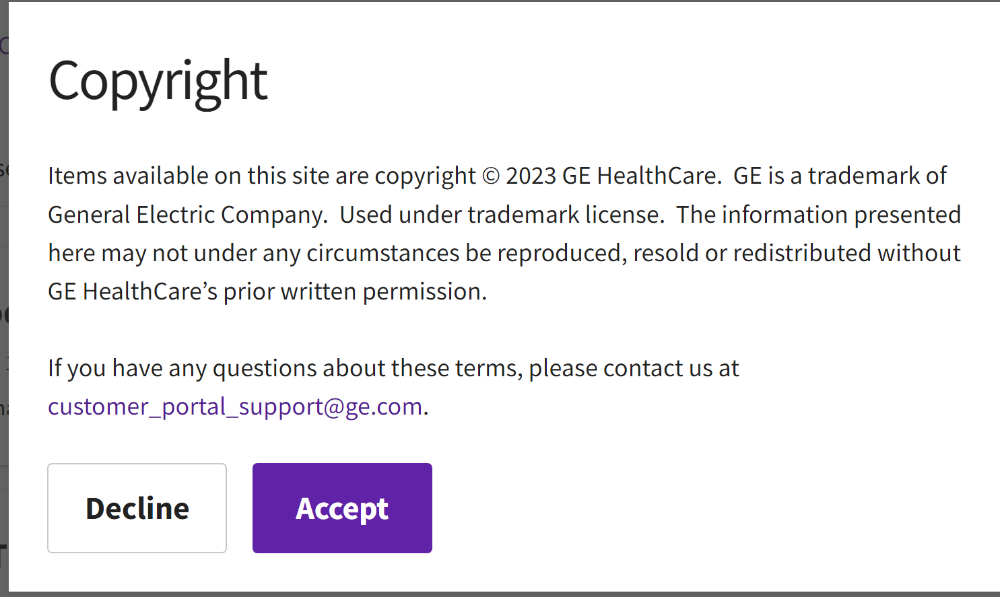 Copyright
Items available on this site are copyright © 2023 GE HealthCare.  GE is a trademark of
General Electric Company.  Used under trademark license.  The information presented
here may not under any circumstances be reproduced, resold or redistributed without
GE HealthCare’s prior written permission.
If you have any questions about these terms, please contact us at
customer_portal_support@ge.com.
Decline
Accept